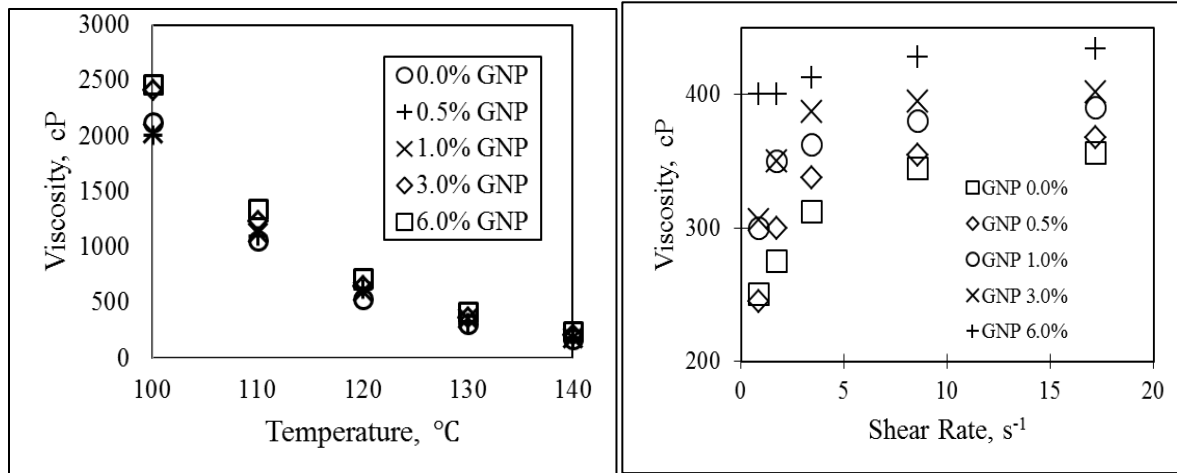 3000
2500
2000
1500
1000
500
0
Viscosity, cP
0.0% GNP
0.5% GNP
1.0% GNP
3.0% GNP
6.0% GNP
100 110 120 130 140
Temperature, °C
400
300
200
Viscosity, cP
GNP 0.0%
GNP 0.5%
GNP 1.0%
GNP 3.0%
GNP 6.0%
0 5 10 15 20
Shear Rate, s⁻¹